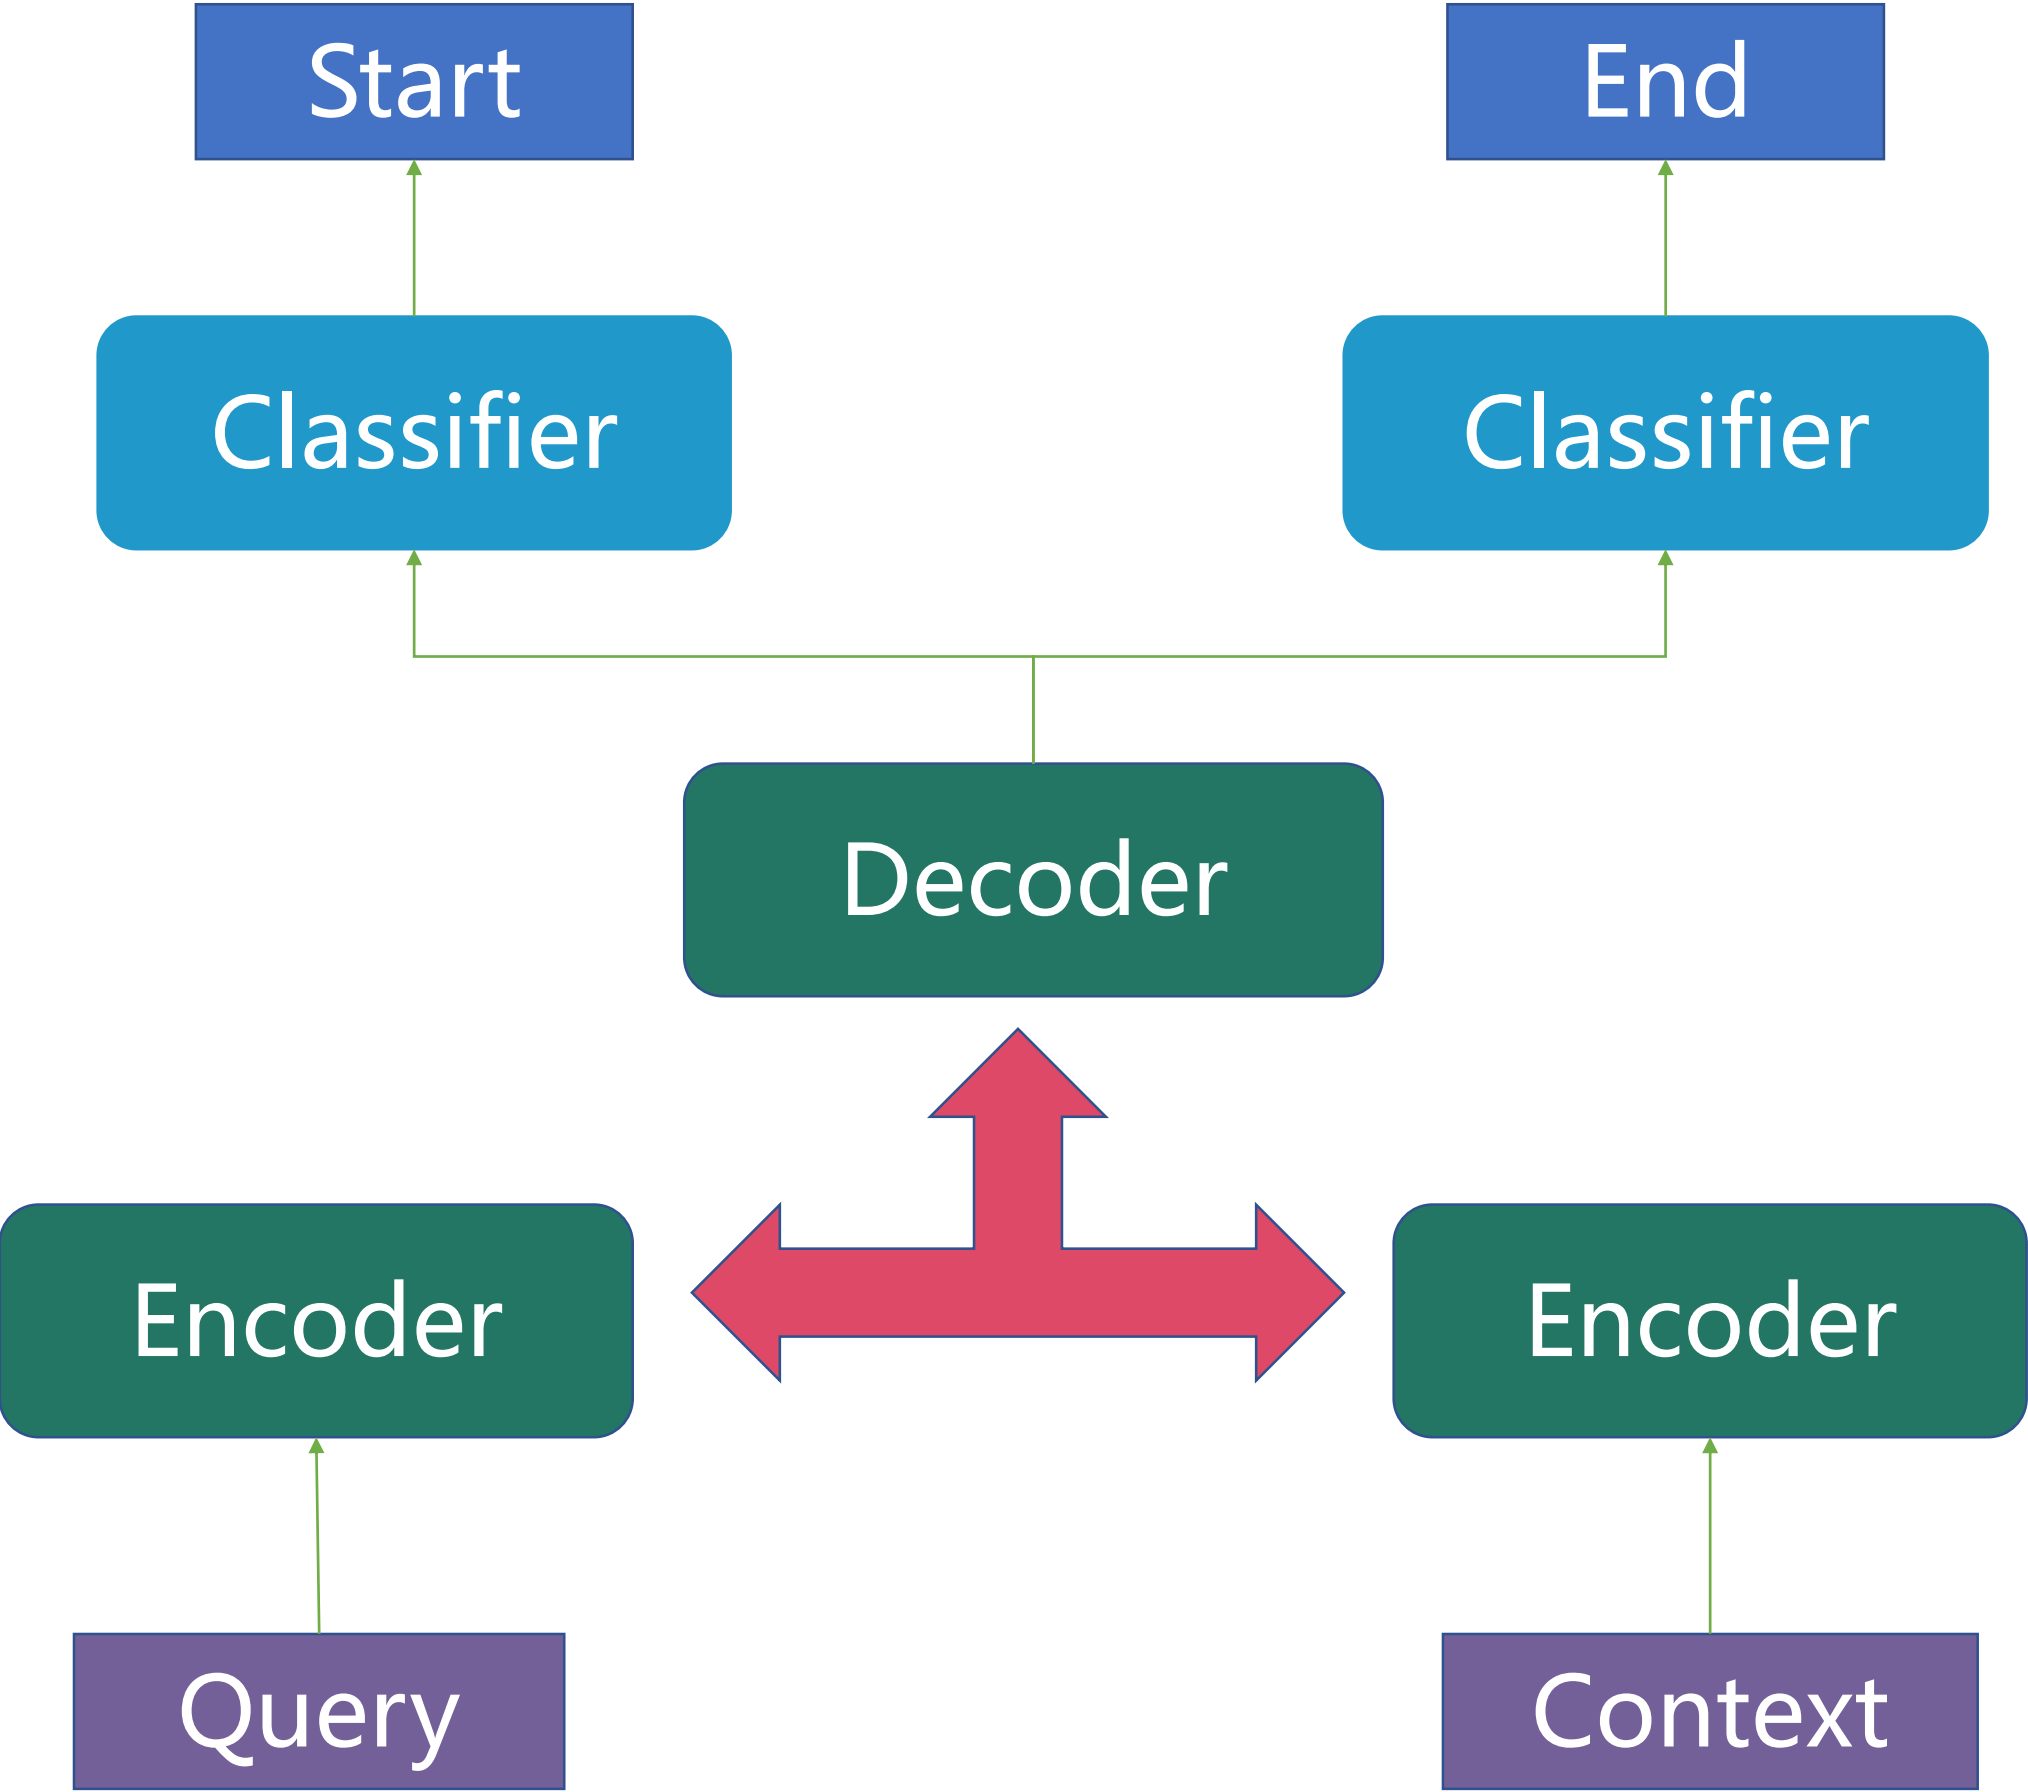 Start
End
Classifier
Classifier
Decoder
Encoder
Encoder
Query
Context